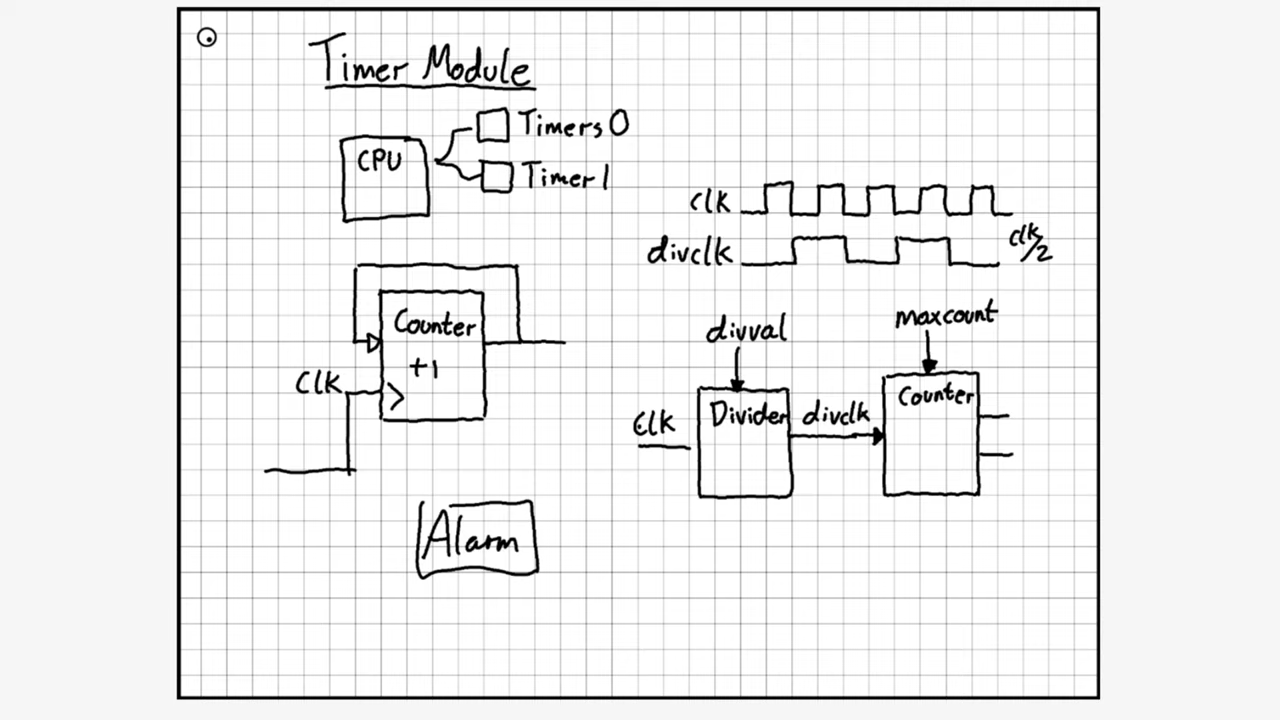 Timer Module
CPU
Timers 0
Timer 1
clk
divclk
clk/2
Counter
+1
CLK
Alarm
divval
maxcount
Clk
Divider
divclk
Counter